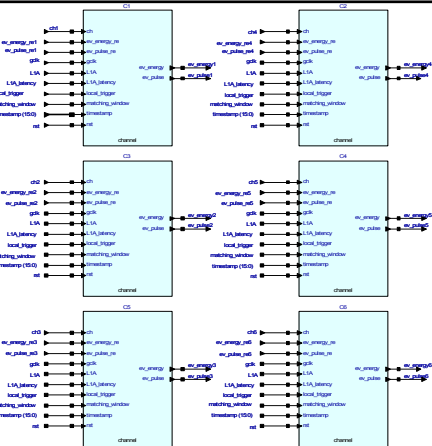 C1
ch1
ch
ev_energy_re1
ev_energy_re
ev_pulse_re1
ev_pulse_re
gclk
gclk
L1A
L1A
L1A_latency
L1A_latency
local_trigger
matching_window
matching_window
timestamp (15:0)
timestamp
rst
rst
ev_energy
ev_energy1
ev_pulse
ev_pulse1
channel
C2
ch4
ch
ev_energy_re4
ev_energy_re
ev_pulse_re4
ev_pulse_re
gclk
gclk
L1A
L1A
L1A_latency
L1A_latency
local_trigger
local_trigger
matching_window
matching_window
timestamp (15:0)
timestamp
rst
rst
ev_energy
ev_energy4
ev_pulse
ev_pulse4
channel
C3
ch2
ch
ev_energy_re2
ev_energy_re
ev_pulse_re2
ev_pulse_re
gclk
gclk
L1A
L1A
L1A_latency
L1A_latency
local_trigger
local_trigger
matching_window
timestamp (15:0)
timestamp
rst
rst
ev_energy
ev_energy2
ev_pulse
ev_pulse2
channel
C4
ch5
ch
ev_energy_re5
ev_energy_re
ev_pulse_re5
ev_pulse_re
gclk
gclk
L1A
L1A
L1A_latency
L1A_latency
local_trigger
local_trigger
matching_window
matching_window
timestamp (15:0)
timestamp
rst
rst
ev_energy
ev_energy5
ev_pulse
ev_pulse5
channel
C5
ch3
ch
ev_energy_re3
ev_energy_re
ev_pulse_re3
ev_pulse_re
gclk
gclk
L1A
L1A
L1A_latency
L1A_latency
local_trigger
local_trigger
matching_window
timestamp (15:0)
timestamp
rst
rst
ev_energy
ev_energy3
ev_pulse
ev_pulse3
channel
C6
ch6
ch
ev_energy_re6
ev_energy_re
ev_pulse_re6
ev_pulse_re
gclk
gclk
L1A
L1A
L1A_latency
L1A_latency
local_trigger
local_trigger
matching_window
matching_window
timestamp (15:0)
timestamp
rst
rst
ev_energy
ev_energy6
ev_pulse
ev_pulse6
channel